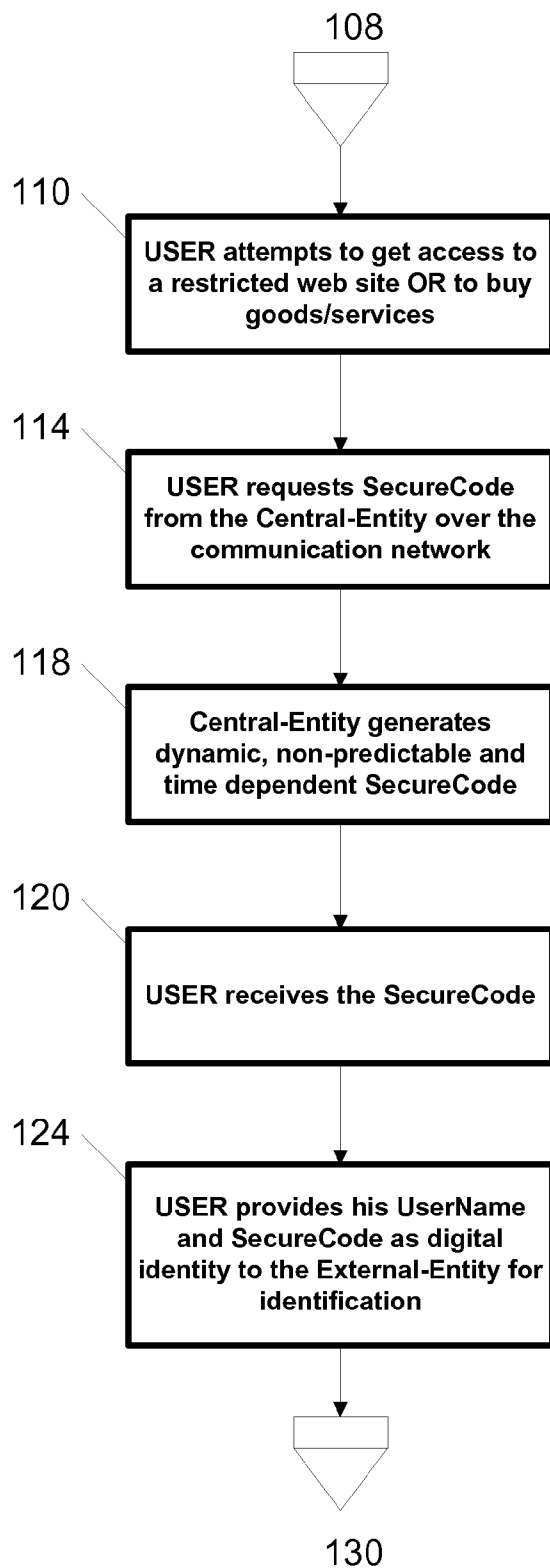 108
110
USER attempts to get access to
a restricted web site OR to buy
goods/services
114
USER requests SecureCode
from the Central-Entity over the
communication network
118
Central-Entity generates
dynamic, non-predictable and
time dependent SecureCode
120
USER receives the SecureCode
124
USER provides his UserName
and SecureCode as digital
identity to the External-Entity for
identification
130